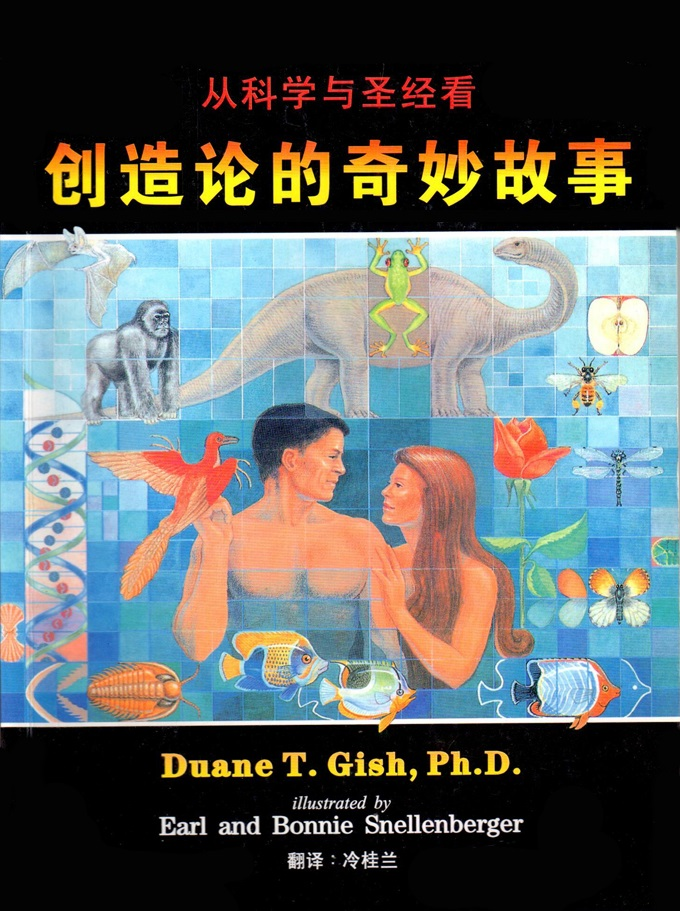 从科学与圣经看
创造论的奇妙故事
Duane T. Gish, Ph.D.
illustrated by
Earl and Bonnie Snellenberger
翻译：冷桂兰